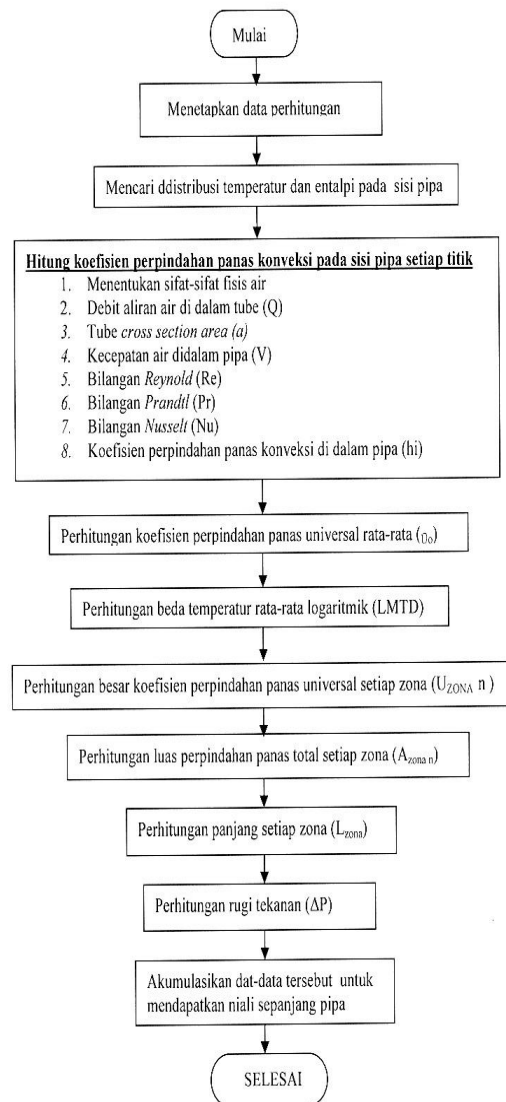 Mulai
Menetapkan data perhitungan
Mencari ddistribusi temperatur dan entalpi pada sisi pipa
Hitung koefisien perpindahan panas konveksi pada sisi pipa setiap titik
1. Menentukan sifat-sifat fisis air
2. Debit aliran air di dalam tube (Q)
3. Tube cross section area (a)
4. Kecepatan air didalam pipa (V)
5. Bilangan Reynold (Re)
6. Bilangan Prandtl (Pr)
7. Bilangan Nusselt (Nu)
8. Koefisien perpindahan panas konveksi di dalam pipa (hi)
Perhitungan koefisien perpindahan panas universal rata-rata (Uo)
Perhitungan beda temperatur rata-rata logaritmik (LMTD)
Perhitungan besar koefisien perpindahan panas universal setiap zona (UZONA n )
Perhitungan luas perpindahan panas total setiap zona (Azona n)
Perhitungan panjang setiap zona (Lzona)
Perhitungan rugi tekanan (ΔP)
Akumulasikan dat-data tersebut untuk
mendapatkan niali sepanjang pipa
SELESAI